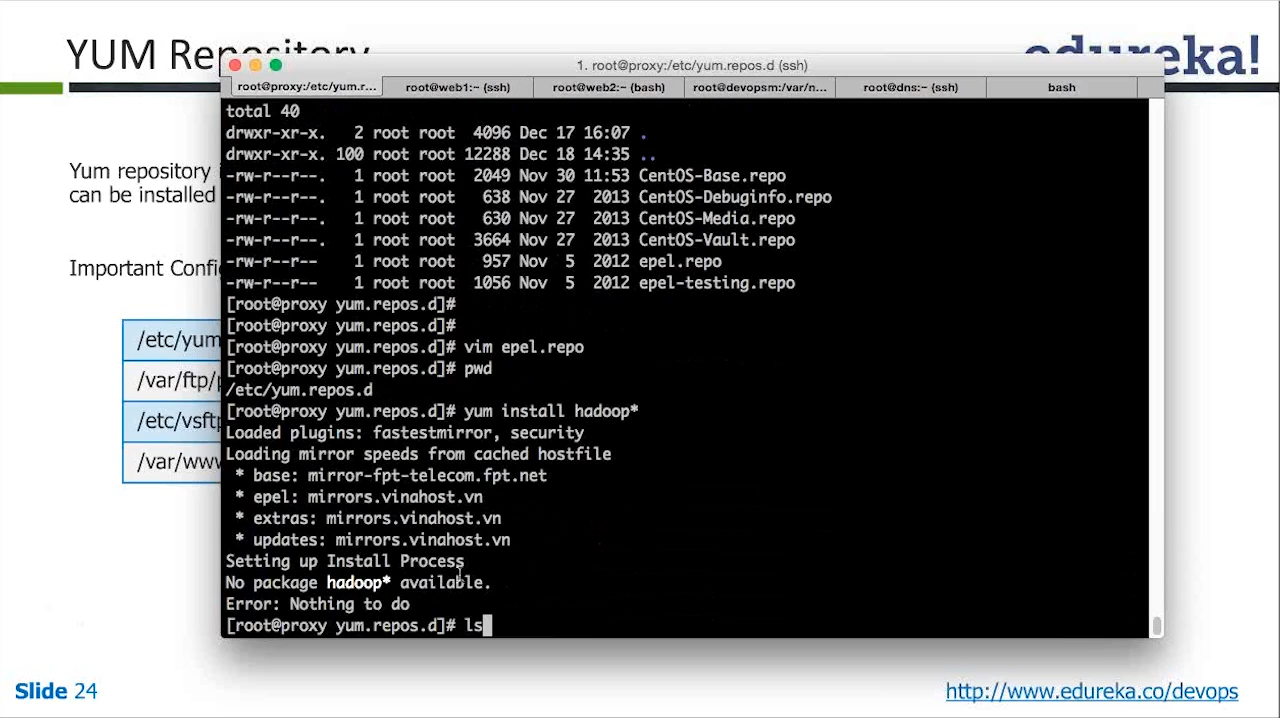 YUM Repository
edureka!
1. root@proxy:/etc/yum.repos.d (ssh)
root@proxy:/etc/yum.r... root@web1:~ (ssh) root@web2:~ (bash) root@devopsm:/var/n... root@dns:~ (ssh) bash
Yum repository
can be installed
Important Config
/etc/yum
/var/ftp/p
/etc/vsftp
/var/www
total 40
drwxr-xr-x. 2 root root 4096 Dec 17 16:07 .
drwxr-xr-x. 100 root root 12288 Dec 18 14:35 ..
-rw-r--r--. 1 root root 2049 Nov 30 11:53 CentOS-Base.repo
-rw-r--r--. 1 root root 638 Nov 27 2013 CentOS-Debuginfo.repo
-rw-r--r--. 1 root root 630 Nov 27 2013 CentOS-Media.repo
-rw-r--r--. 1 root root 3664 Nov 27 2013 CentOS-Vault.repo
-rw-r--r-- 1 root root 957 Nov 5 2012 epel.repo
-rw-r--r-- 1 root root 1056 Nov 5 2012 epel-testing.repo
[root@proxy yum.repos.d]#
[root@proxy yum.repos.d]#
[root@proxy yum.repos.d]# vim epel.repo
[root@proxy yum.repos.d]# pwd
/etc/yum.repos.d
[root@proxy yum.repos.d]# yum install hadoop*
Loaded plugins: fastestmirror, security
Loading mirror speeds from cached hostfile
* base: mirror-fpt-telecom.fpt.net
* epel: mirrors.vinahost.vn
* extras: mirrors.vinahost.vn
* updates: mirrors.vinahost.vn
Setting up Install Process
No package hadoop* available.
Error: Nothing to do
[root@proxy yum.repos.d]# ls
Slide 24
http://www.edureka.co/devops